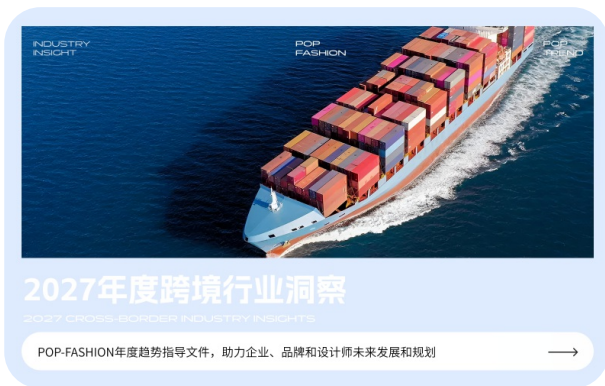 INDUSTRY
INSIGHT
POP
FASHION
POP
TREND
2027年度跨境行业洞察
2027 CROSS-BORDER INDUSTRY INSIGHTS
POP-FASHION年度趋势指导文件，助力企业、品牌和设计师未来发展和规划